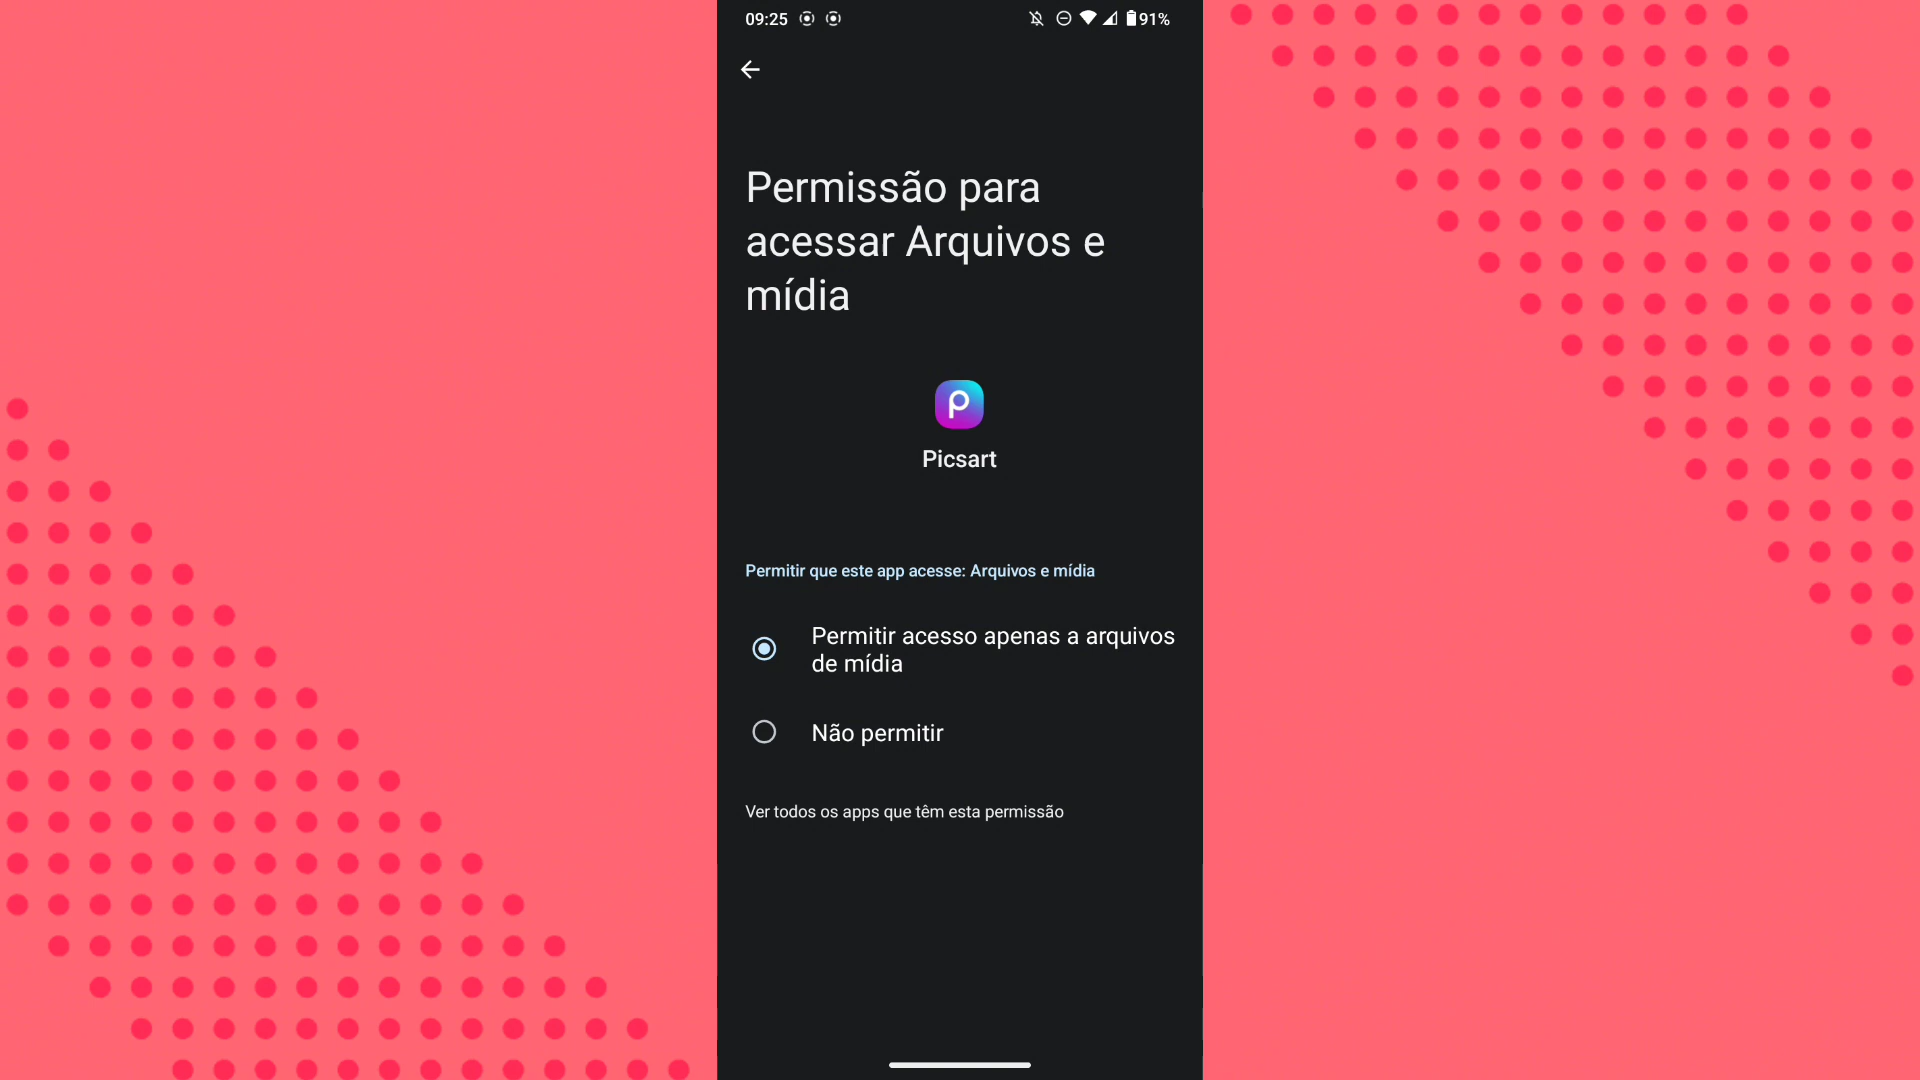 09:25
91%
Permissão para
acessar Arquivos e
mídia
Picsart
Permitir que este app acesse: Arquivos e mídia
Permitir acesso apenas a arquivos
de mídia
Não permitir
Ver todos os apps que têm esta permissão